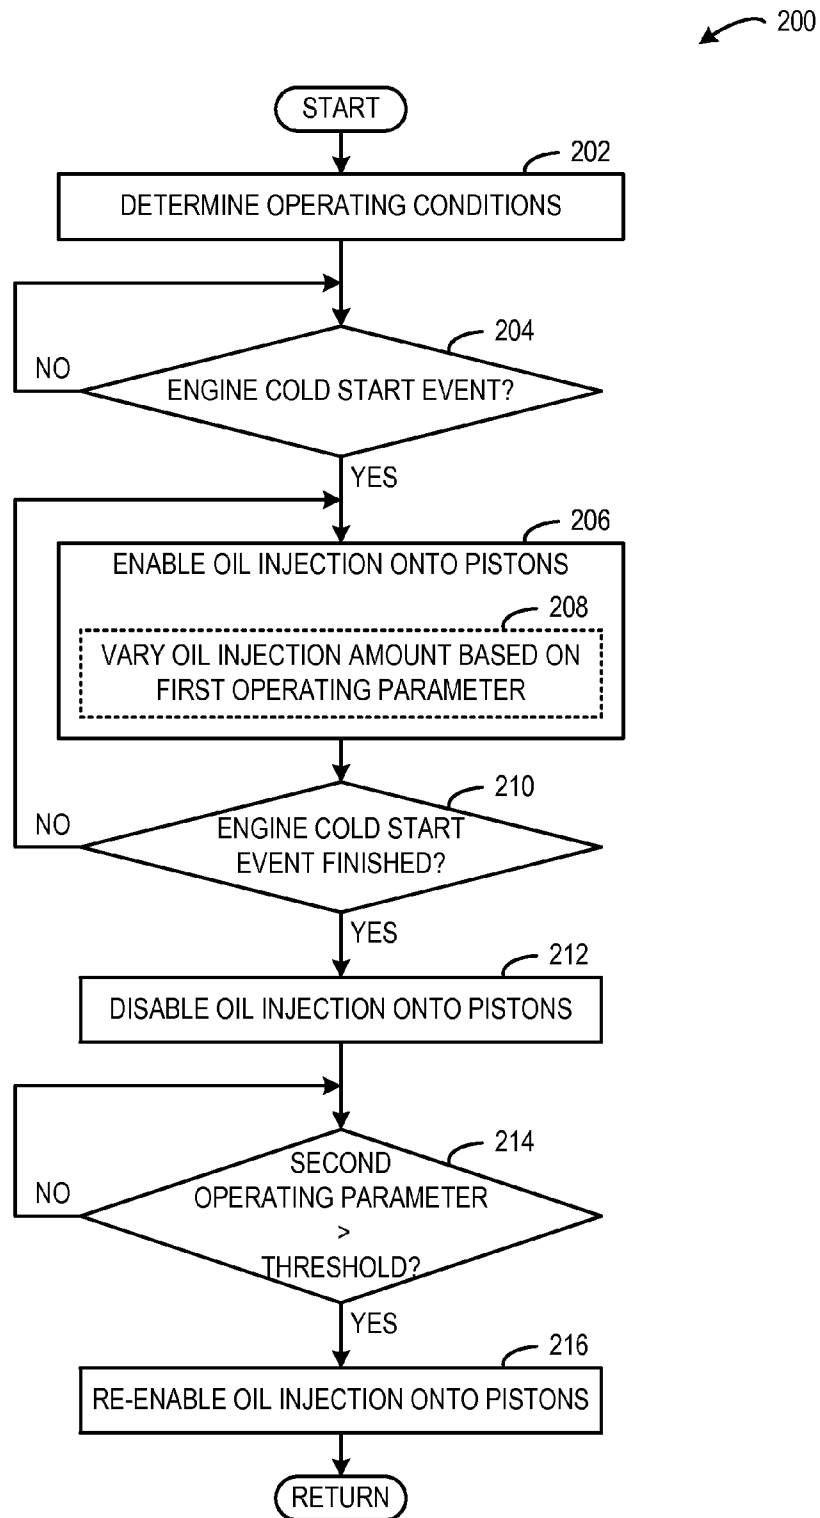 200
START
202
DETERMINE OPERATING CONDITIONS
204
NO
ENGINE COLD START EVENT?
YES
206
ENABLE OIL INJECTION ONTO PISTONS
208
VARY OIL INJECTION AMOUNT BASED ON
FIRST OPERATING PARAMETER
210
NO
ENGINE COLD START
EVENT FINISHED?
YES
212
DISABLE OIL INJECTION ONTO PISTONS
214
NO
SECOND
OPERATING PARAMETER
>
THRESHOLD?
YES
216
RE-ENABLE OIL INJECTION ONTO PISTONS
RETURN